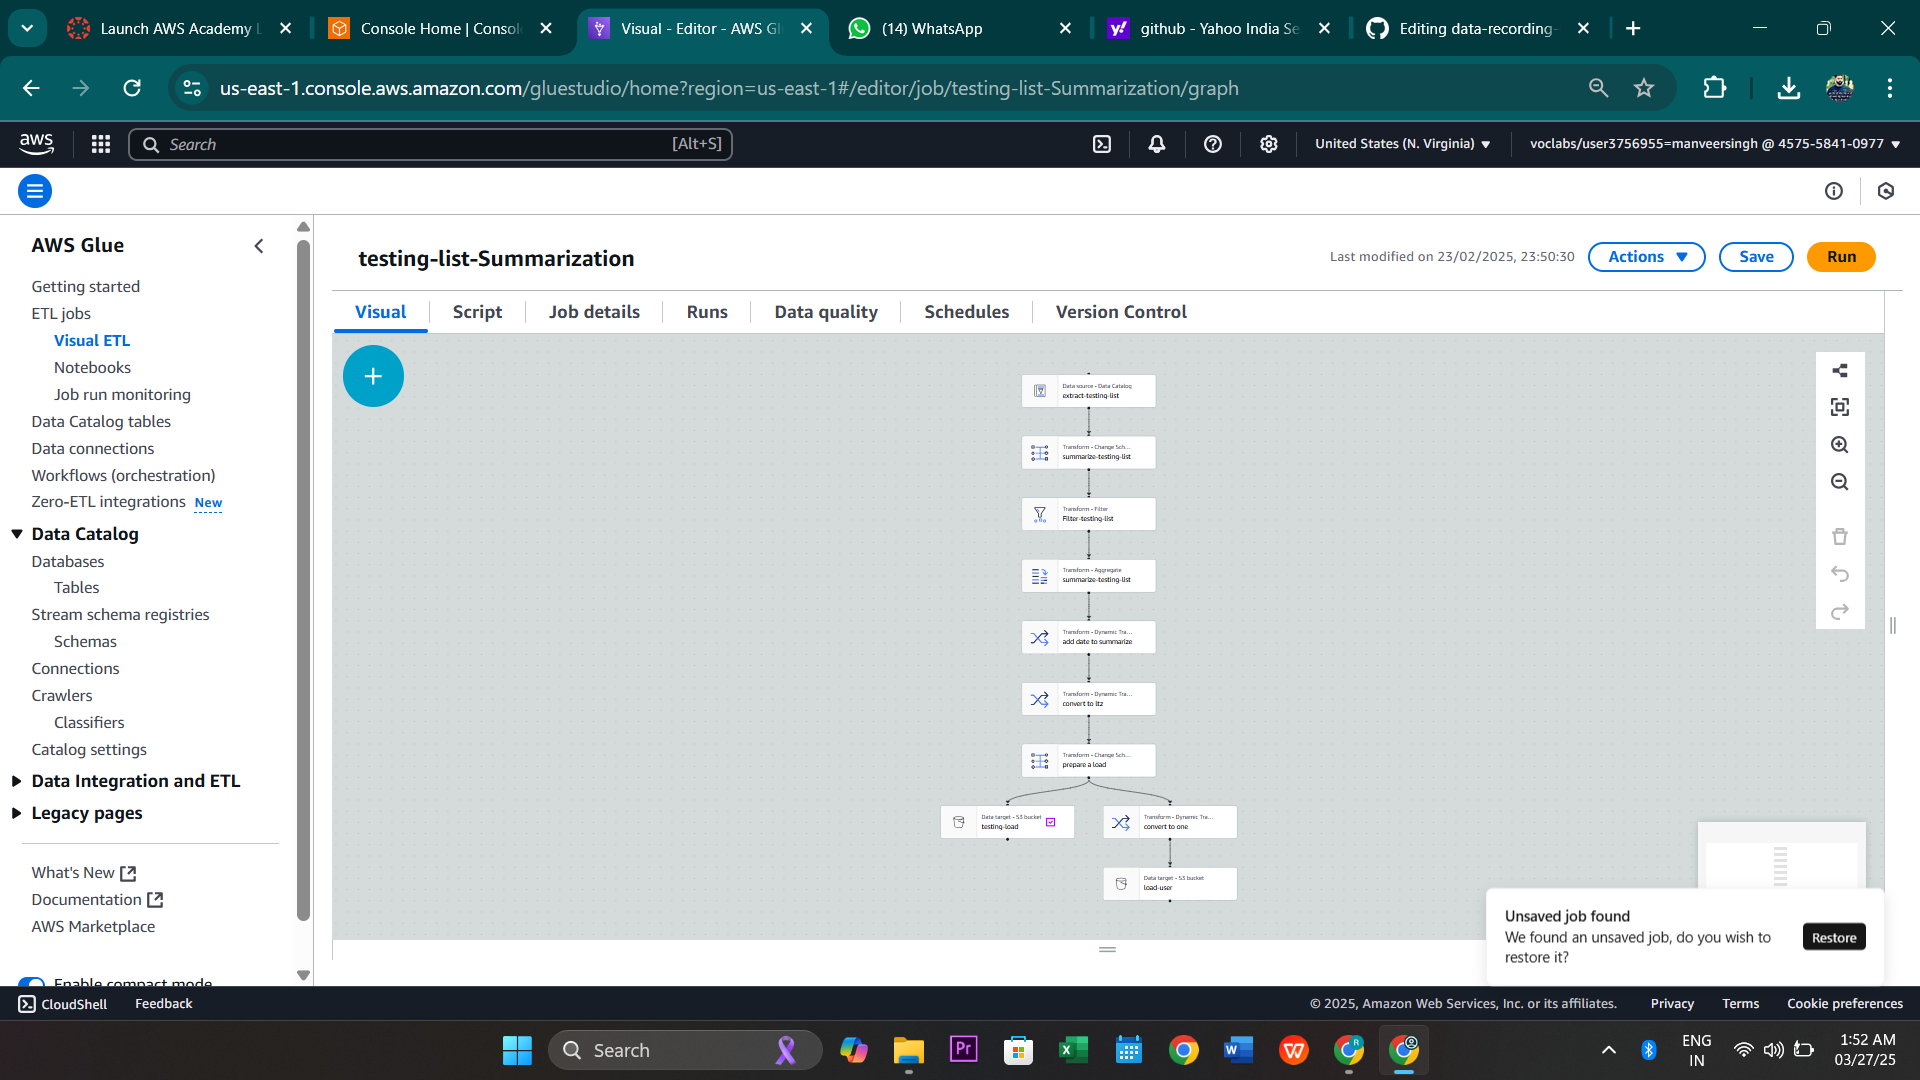 Launch AWS Academy L
Console Home | Consol
Visual - Editor - AWS Gl
(14) WhatsApp
github - Yahoo India Se
Editing data-recording-
us-east-1.console.aws.amazon.com/gluestudio/home?region=us-east-1#/editor/job/testing-list-Summarization/graph
aws
Search
[Alt+S]
United States (N. Virginia)
voclabs/user3756955=manveersingh @ 4575-5841-0977
AWS Glue
Getting started
ETL jobs
Visual ETL
Notebooks
Job run monitoring
Data Catalog tables
Data connections
Workflows (orchestration)
Zero-ETL integrations New
Data Catalog
Databases
Tables
Stream schema registries
Schemas
Connections
Crawlers
Classifiers
Catalog settings
Data Integration and ETL
Legacy pages
What's New
Documentation
AWS Marketplace
Enable compact mode
testing-list-Summarization
Last modified on 23/02/2025, 23:50:30
Actions
Save
Run
Visual
Script
Job details
Runs
Data quality
Schedules
Version Control
Data source - Data Catalog
extract-testing-list
Transform - Change Sch...
summarize-testing-list
Transform - Filter
Filter-testing-list
Transform - Aggregate
summarize-testing-list
Transform - Dynamic Tra...
add date to summarize
Transform - Dynamic Tra...
convert to ltz
Transform - Change Sch...
prepare a load
Data target - S3 bucket
testing-load
Transform - Dynamic Tra...
convert to one
Data target - S3 bucket
load-user
Unsaved job found
We found an unsaved job, do you wish to
restore it?
Restore
CloudShell
Feedback
© 2025, Amazon Web Services, Inc. or its affiliates.
Privacy
Terms
Cookie preferences
Search
ENG
IN
1:52 AM
03/27/25